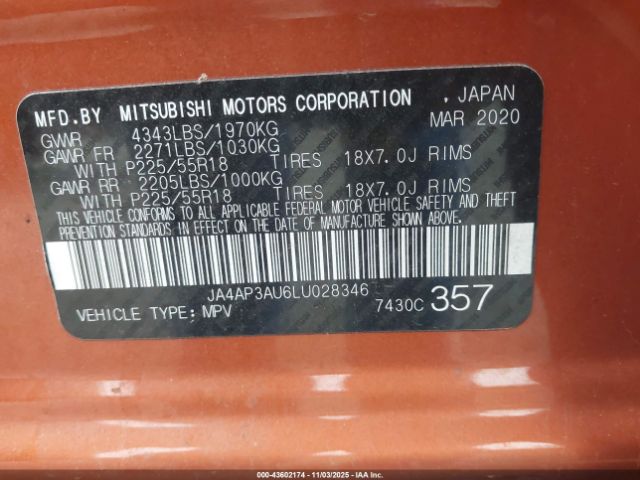 MFD.BY MITSUBISHI MOTORS CORPORATION , JAPAN
GVWR 4343LBS/1970KG MAR 2020
GAWR FR 2271LBS/1030KG
WITH P225/55R18 TIRES 18X7.0J RIMS
GAWR RR 2205LBS/1000KG
WITH P225/55R18 TIRES 18X7.0J RIMS
THIS VEHICLE CONFORMS TO ALL APPLICABLE FEDERAL MOTOR VEHICLE SAFETY AND THEFT
PREVENTION STANDARDS IN EFFECT ON THE DATE OF MANUFACTURE SHOWN ABOVE.
JA4AP3AU6LU028346
VEHICLE TYPE: MPV 7430C 357
000-43602174 - 11/03/2025 - IAAI.com